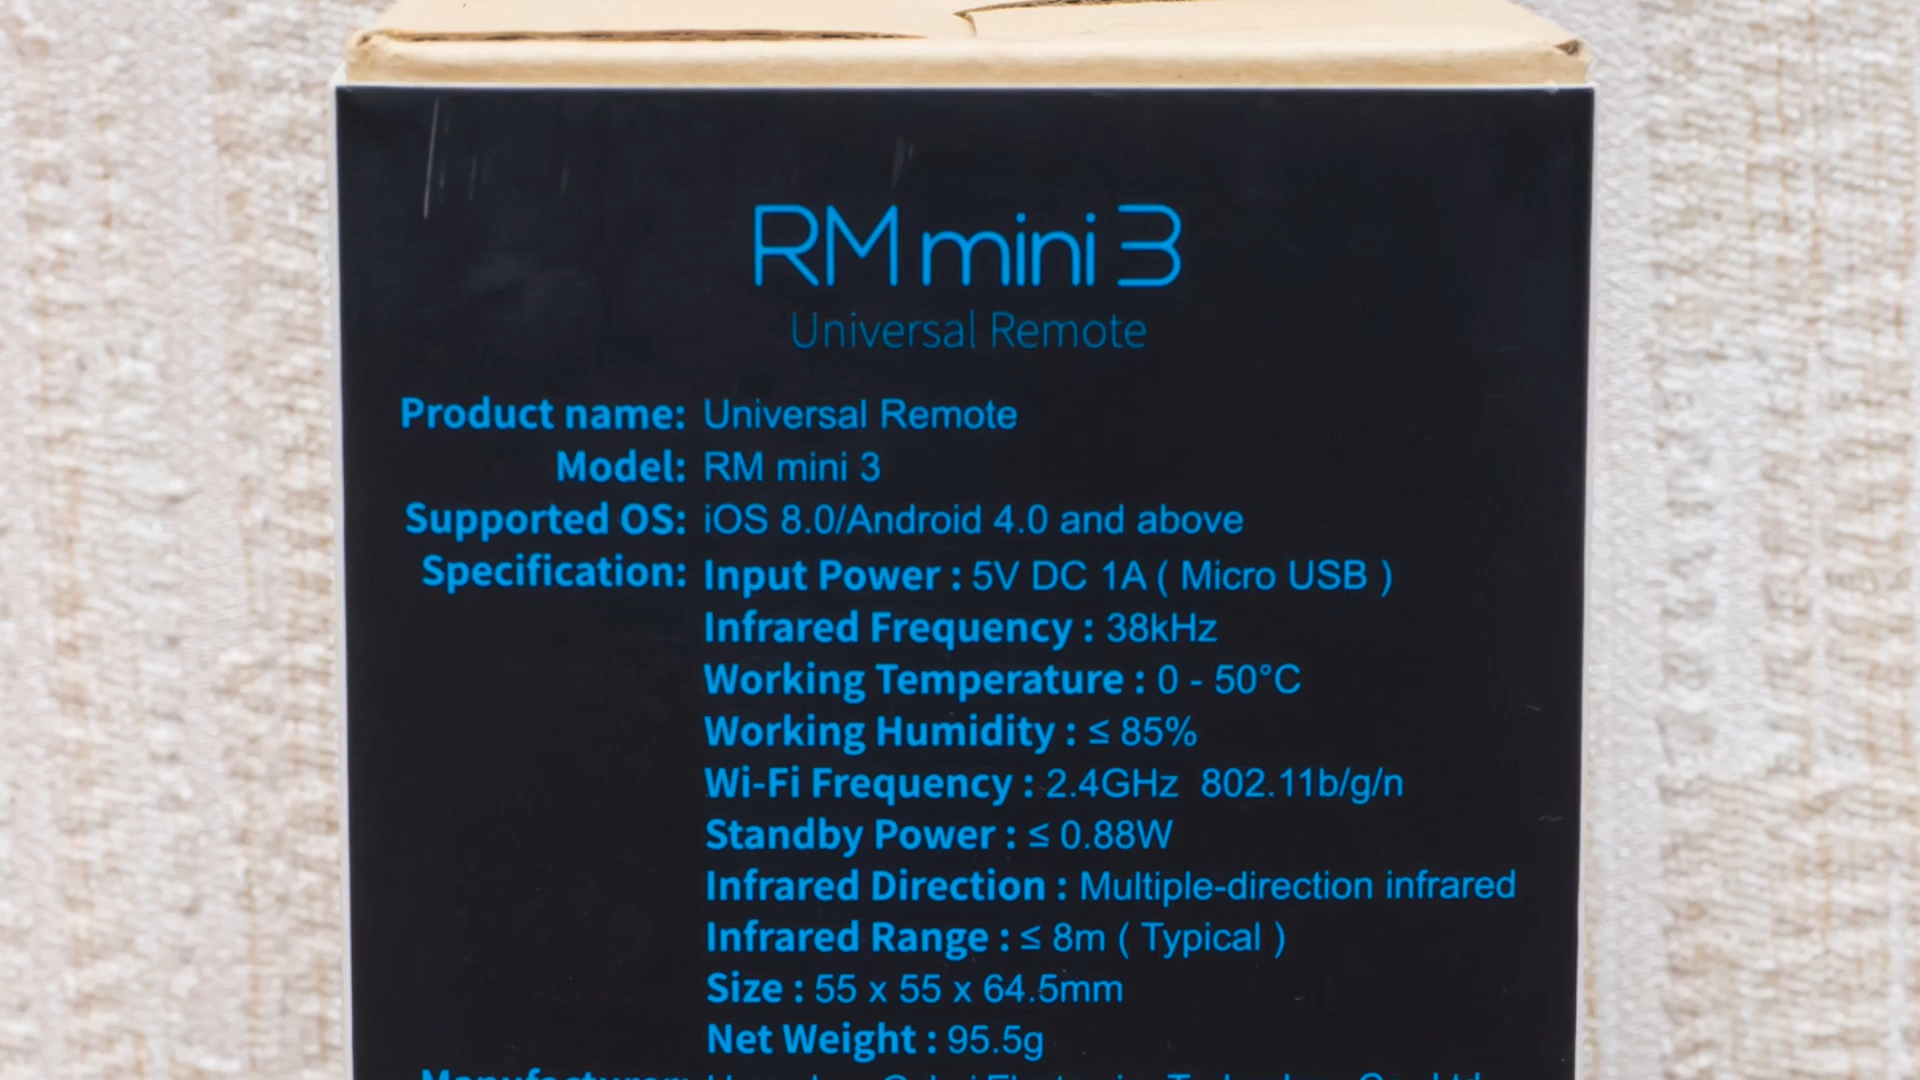 RM mini 3
Universal Remote
Product name: Universal Remote
Model: RM mini 3
Supported OS: iOS 8.0/Android 4.0 and above
Specification: Input Power : 5V DC 1A ( Micro USB )
Infrared Frequency : 38kHz
Working Temperature : 0 - 50°C
Working Humidity : ≤ 85%
Wi-Fi Frequency : 2.4GHz  802.11b/g/n
Standby Power : ≤ 0.88W
Infrared Direction : Multiple-direction infrared
Infrared Range : ≤ 8m ( Typical )
Size : 55 x 55 x 64.5mm
Net Weight : 95.5g
Manufacturer: